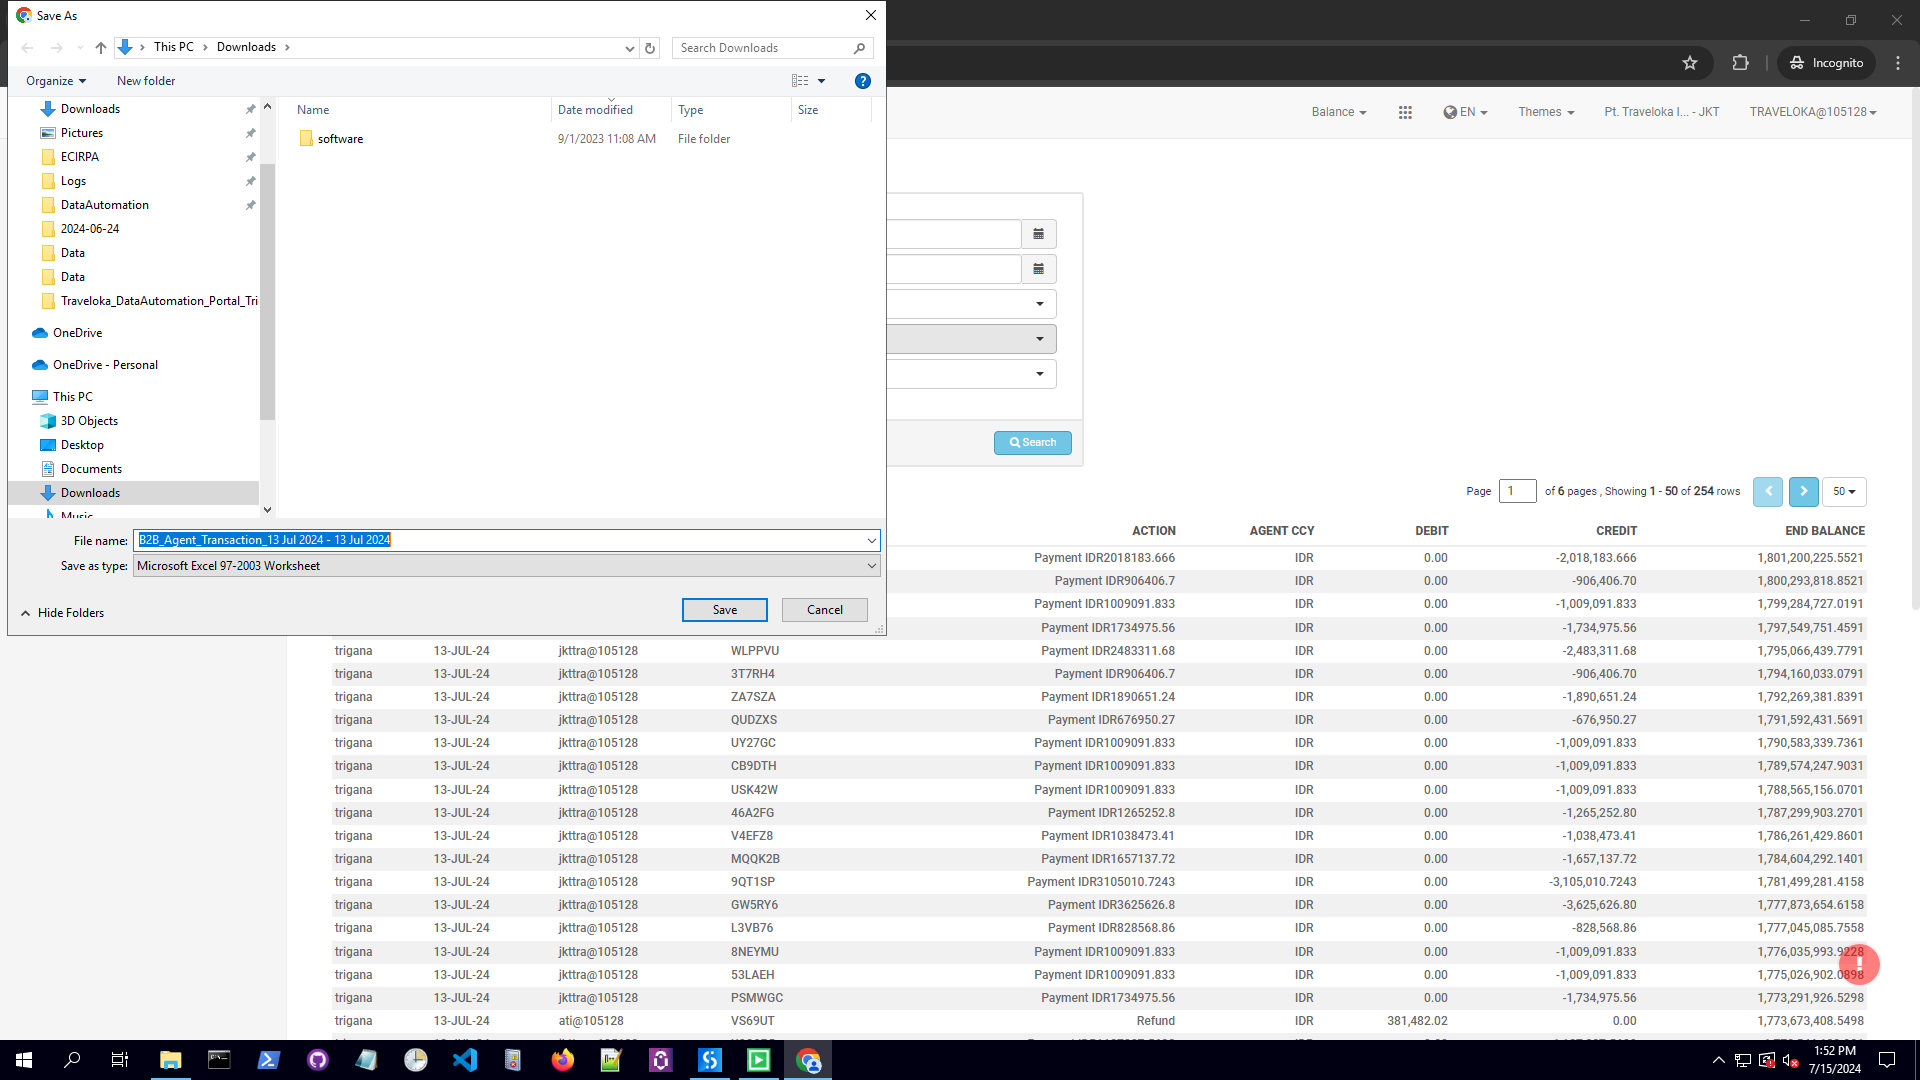 Save As
This PC
Downloads
Search Downloads
Incognito
Organize
New folder
Balance
EN
Themes
Pt. Traveloka I... - JKT
TRAVELOKA@105128
Downloads
Pictures
ECIRPA
Logs
DataAutomation
2024-06-24
Data
Data
Traveloka_DataAutomation_Portal_Tri
OneDrive
OneDrive - Personal
This PC
3D Objects
Desktop
Documents
Downloads
Music
Name Date modified Type Size
software 9/1/2023 11:08 AM File folder
File name: B2B_Agent_Transaction_13 Jul 2024 - 13 Jul 2024
Save as type: Microsoft Excel 97-2003 Worksheet
Hide Folders
Save
Cancel
Search
Page 1 of 6 pages , Showing 1 - 50 of 254 rows 50
ACTION AGENT CCY DEBIT CREDIT END BALANCE
Payment IDR2018183.666 IDR 0.00 -2,018,183.666 1,801,200,225.5521
Payment IDR906406.7 IDR 0.00 -906,406.70 1,800,293,818.8521
Payment IDR1009091.833 IDR 0.00 -1,009,091.833 1,799,284,727.0191
Payment IDR1734975.56 IDR 0.00 -1,734,975.56 1,797,549,751.4591
trigana 13-JUL-24 jkttra@105128 WLPPVU Payment IDR2483311.68 IDR 0.00 -2,483,311.68 1,795,066,439.7791
trigana 13-JUL-24 jkttra@105128 3T7RH4 Payment IDR906406.7 IDR 0.00 -906,406.70 1,794,160,033.0791
trigana 13-JUL-24 jkttra@105128 ZA7SZA Payment IDR1890651.24 IDR 0.00 -1,890,651.24 1,792,269,381.8391
trigana 13-JUL-24 jkttra@105128 QUDZXS Payment IDR676950.27 IDR 0.00 -676,950.27 1,791,592,431.5691
trigana 13-JUL-24 jkttra@105128 UY27GC Payment IDR1009091.833 IDR 0.00 -1,009,091.833 1,790,583,339.7361
trigana 13-JUL-24 jkttra@105128 CB9DTH Payment IDR1009091.833 IDR 0.00 -1,009,091.833 1,789,574,247.9031
trigana 13-JUL-24 jkttra@105128 USK42W Payment IDR1009091.833 IDR 0.00 -1,009,091.833 1,788,565,156.0701
trigana 13-JUL-24 jkttra@105128 46A2FG Payment IDR1265252.8 IDR 0.00 -1,265,252.80 1,787,299,903.2701
trigana 13-JUL-24 jkttra@105128 V4EFZ8 Payment IDR1038473.41 IDR 0.00 -1,038,473.41 1,786,261,429.8601
trigana 13-JUL-24 jkttra@105128 MQQK2B Payment IDR1657137.72 IDR 0.00 -1,657,137.72 1,784,604,292.1401
trigana 13-JUL-24 jkttra@105128 9QT1SP Payment IDR3105010.7243 IDR 0.00 -3,105,010.7243 1,781,499,281.4158
trigana 13-JUL-24 jkttra@105128 GW5RY6 Payment IDR3625626.8 IDR 0.00 -3,625,626.80 1,777,873,654.6158
trigana 13-JUL-24 jkttra@105128 L3VB76 Payment IDR828568.86 IDR 0.00 -828,568.86 1,777,045,085.7558
trigana 13-JUL-24 jkttra@105128 8NEYMU Payment IDR1009091.833 IDR 0.00 -1,009,091.833 1,776,035,993.9228
trigana 13-JUL-24 jkttra@105128 53LAEH Payment IDR1009091.833 IDR 0.00 -1,009,091.833 1,775,026,902.0898
trigana 13-JUL-24 jkttra@105128 PSMWGC Payment IDR1734975.56 IDR 0.00 -1,734,975.56 1,773,291,926.5298
trigana 13-JUL-24 ati@105128 VS69UT Refund IDR 381,482.02 0.00 1,773,673,408.5498
1:52 PM
7/15/2024